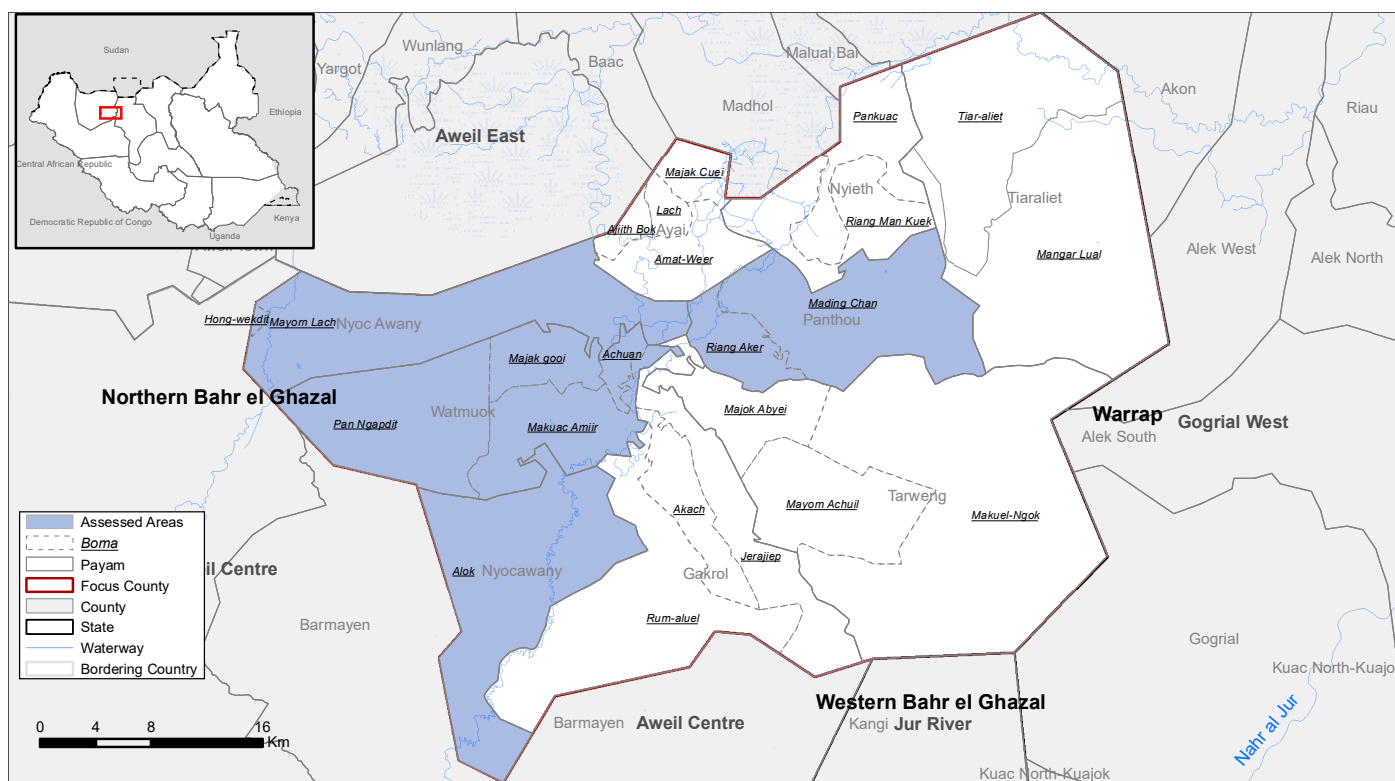 Sudan
Ethiopia
Central African Republic
Democratic Republic of Congo
Kenya
Uganda
Wunlang
Yargot
Baac
Malual Bai
Madhol
Akon
Riau
Aweil East
Pankuac
Tiar-aliet
Majak Cuei
Nyieth
Tiaraliet
Lach
Ajiith Bok
Ayai
Riang Man Kuek
Amat-Weer
Mangar Lual
Alek West
Alek North
Hong-wekdit
Mayom Lach
Nyoc Awany
Mading Chan
Panthou
Majak gooi
Achuan
Riang Aker
Northern Bahr el Ghazal
Pan Ngapdit
Watmuok
Makuac Amiir
Majok Abyei
Warrap
Gogrial West
Alek South
Mayom Achuil
Tarweng
Makuel-Ngok
Akach
Jerajiep
Alok
Nyocawany
Gakrol
Rum-aluel
Assessed Areas
Boma
Payam
Focus County
County
State
Waterway
Bordering Country
il Centre
Barmayen
Gogrial
Kuac North-Kuajo
Western Bahr el Ghazal
Barmayen
Aweil Centre
Kangi
Jur River
Nahr al Jur
Kuac North-Kuajok
0 4 8 16
Km